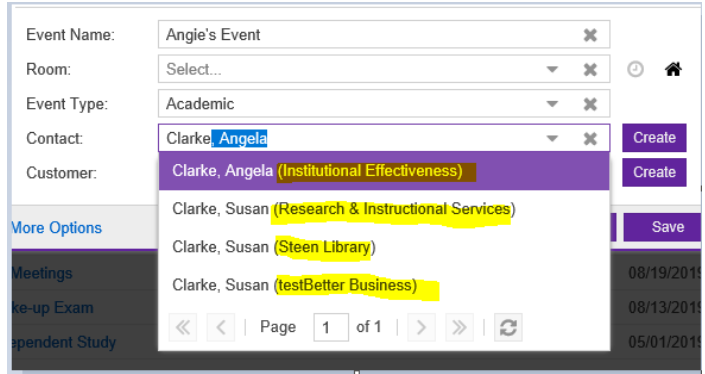 Event Name: Angie's Event
Room: Select...
Event Type: Academic
Contact: Clarke, Angela Create
Customer: Create
Clarke, Angela (Institutional Effectiveness)
Clarke, Susan (Research & Instructional Services)
More Options Save
Clarke, Susan (Steen Library)
Meetings 08/19/2019
Clarke, Susan (testBetter Business)
ke-up Exam 08/13/2019
Page 1 of 1
ependent Study 05/01/2019